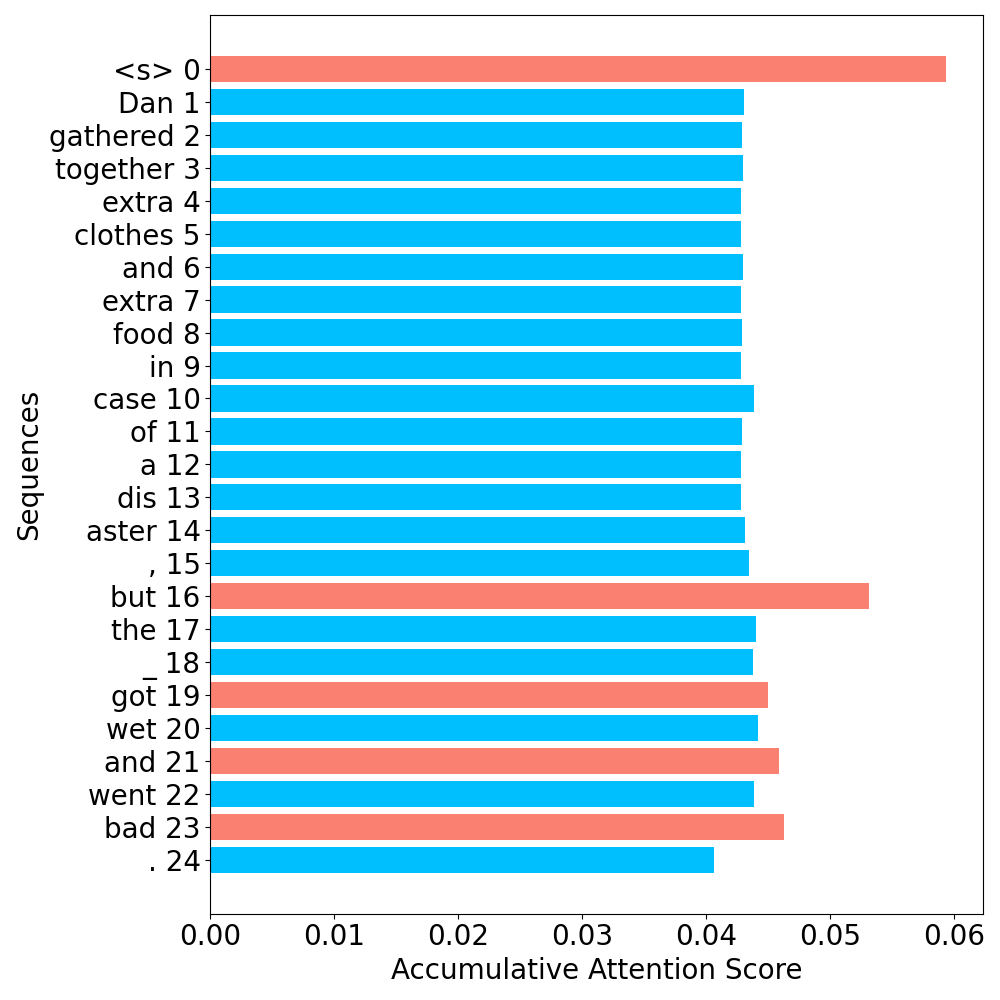 <s> 0
Dan 1
gathered 2
together 3
extra 4
clothes 5
and 6
extra 7
food 8
in 9
case 10
of 11
a 12
dis 13
aster 14
, 15
but 16
the 17
_ 18
got 19
wet 20
and 21
went 22
bad 23
. 24
Sequences
0.00 0.01 0.02 0.03 0.04 0.05 0.06
Accumulative Attention Score